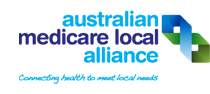 australian
medicare local
alliance
Connecting health to meet local needs